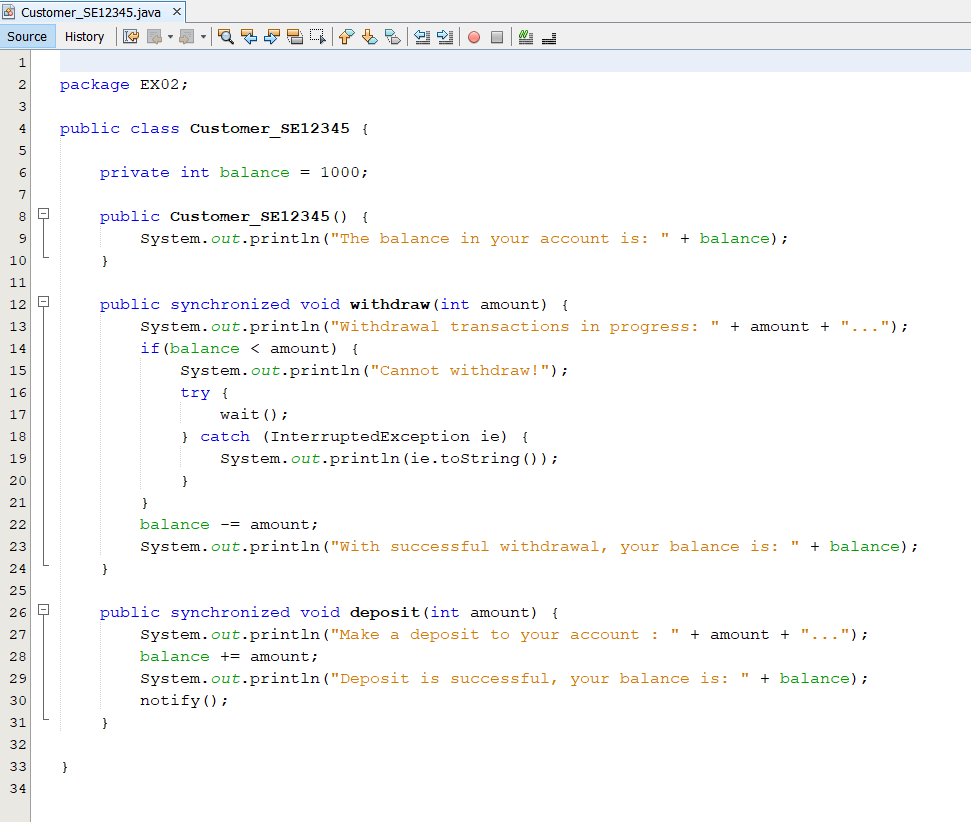 Customer_SE12345.java
Source History
1
2 package EX02;
3
4 public class Customer_SE12345 {
5
6     private int balance = 1000;
7
8     public Customer_SE12345() {
9         System.out.println("The balance in your account is: " + balance);
10     }
11
12     public synchronized void withdraw(int amount) {
13         System.out.println("Withdrawal transactions in progress: " + amount + "...");
14         if(balance < amount) {
15             System.out.println("Cannot withdraw!");
16             try {
17                 wait();
18             } catch (InterruptedException ie) {
19                 System.out.println(ie.toString());
20             }
21         }
22         balance -= amount;
23         System.out.println("With successful withdrawal, your balance is: " + balance);
24     }
25
26     public synchronized void deposit(int amount) {
27         System.out.println("Make a deposit to your account : " + amount + "...");
28         balance += amount;
29         System.out.println("Deposit is successful, your balance is: " + balance);
30         notify();
31     }
32
33 }
34